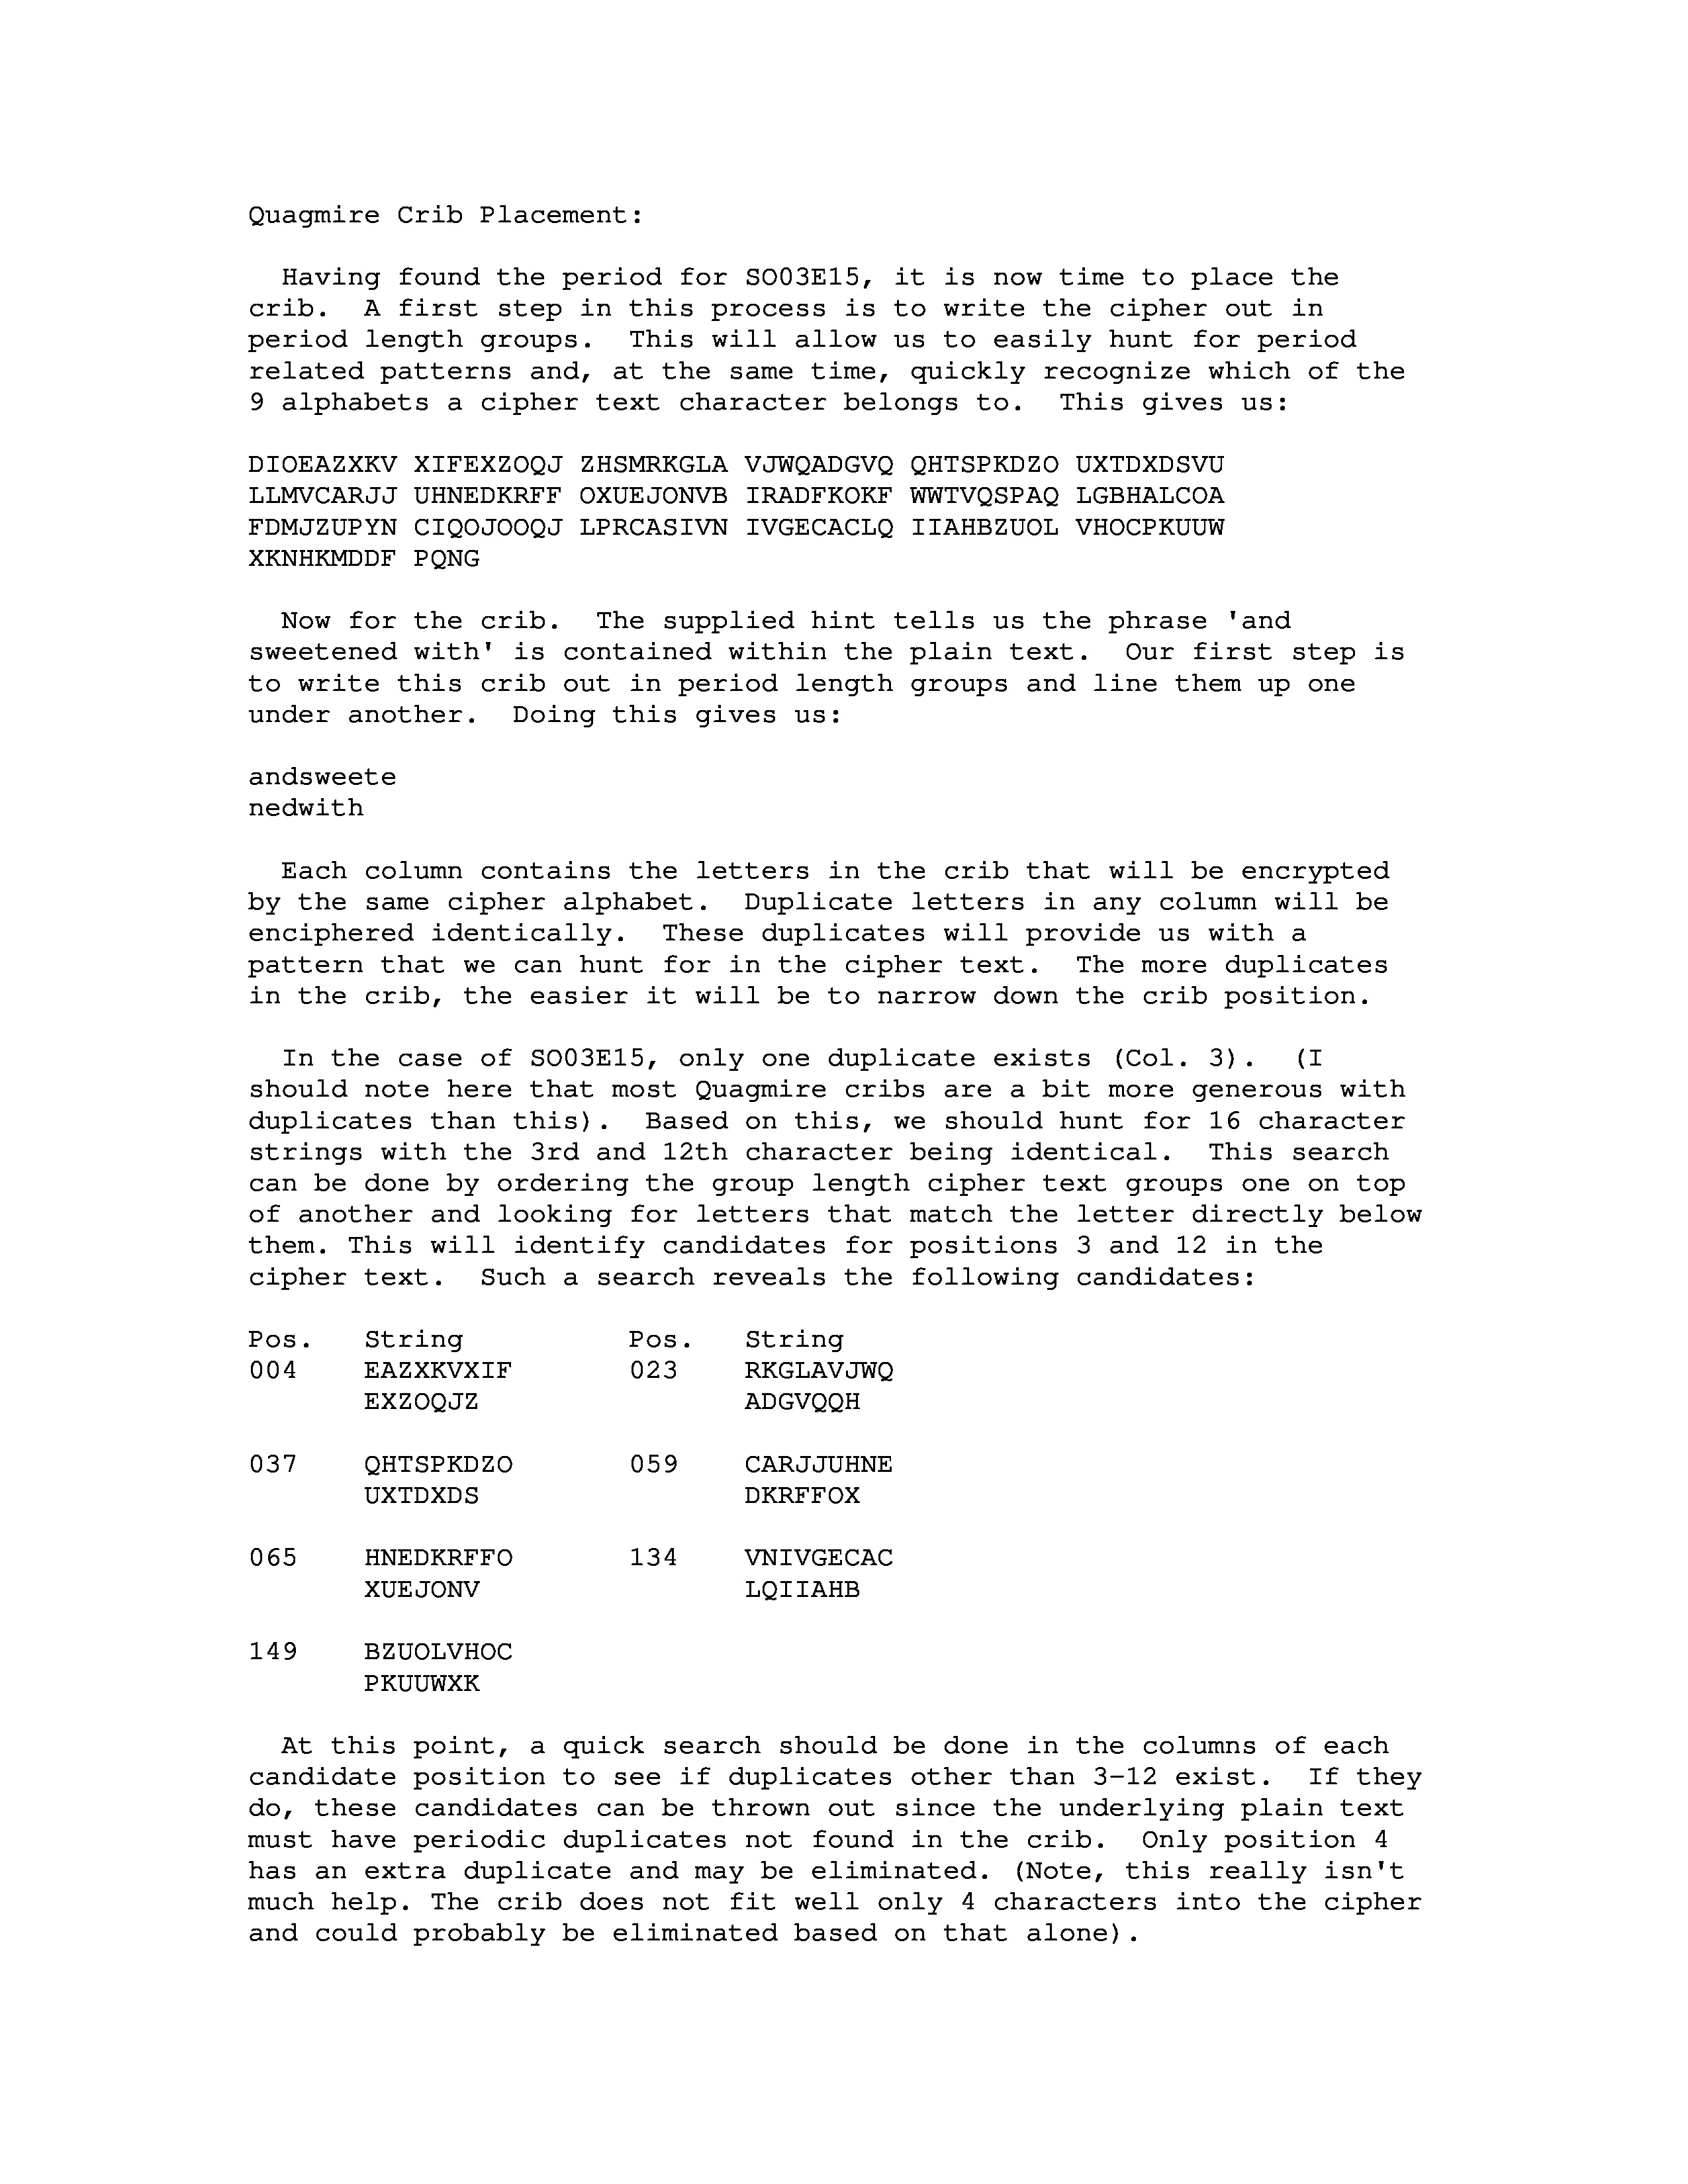 Quagmire Crib Placement:
Having found the period for SO03E15, it is now time to place the
crib. A first step in this process is to write the cipher out in
period length groups. This will allow us to easily hunt for period
related patterns and, at the same time, quickly recognize which of the
9 alphabets a cipher text character belongs to. This gives us:
DIOEAZXKV XIFEXZOQJ ZHSMRKGLA VJWQADGVQ QHTSPKDZO UXTDXDSVU
LLMVCARJJ UHNEDKRFF OXUEJONVB IRADFKOKF WWTVQSPAQ LGBHALCOA
FDMJZUPYN CIQOJOOQJ LPRCASIVN IVGECACLQ IIAHBZUOL VHOCPKUUW
XKNHKMDDF PQNG
Now for the crib. The supplied hint tells us the phrase 'and
sweetened with' is contained within the plain text. Our first step is
to write this crib out in period length groups and line them up one
under another. Doing this gives us:
andsweete
nedwith
Each column contains the letters in the crib that will be encrypted
by the same cipher alphabet. Duplicate letters in any column will be
enciphered identically. These duplicates will provide us with a
pattern that we can hunt for in the cipher text. The more duplicates
in the crib, the easier it will be to narrow down the crib position.
In the case of SO03E15, only one duplicate exists (Col. 3). (I
should note here that most Quagmire cribs are a bit more generous with
duplicates than this). Based on this, we should hunt for 16 character
strings with the 3rd and 12th character being identical. This search
can be done by ordering the group length cipher text groups one on top
of another and looking for letters that match the letter directly below
them. This will identify candidates for positions 3 and 12 in the
cipher text. Such a search reveals the following candidates:
Pos. String Pos. String
004 EAZXKVXIF 023 RKGLAVJWQ
EXZOQJZ ADGVQQH
037 QHTSPKDZO 059 CARJJUHNE
UXTDXDS DKRFFOX
065 HNEDKRFFO 134 VNIVGECAC
XUEJONV LQIIAHB
149 BZUOLVHOC
PKUUWXK
At this point, a quick search should be done in the columns of each
candidate position to see if duplicates other than 3-12 exist. If they
do, these candidates can be thrown out since the underlying plain text
must have periodic duplicates not found in the crib. Only position 4
has an extra duplicate and may be eliminated. (Note, this really isn't
much help. The crib does not fit well only 4 characters into the cipher
and could probably be eliminated based on that alone).